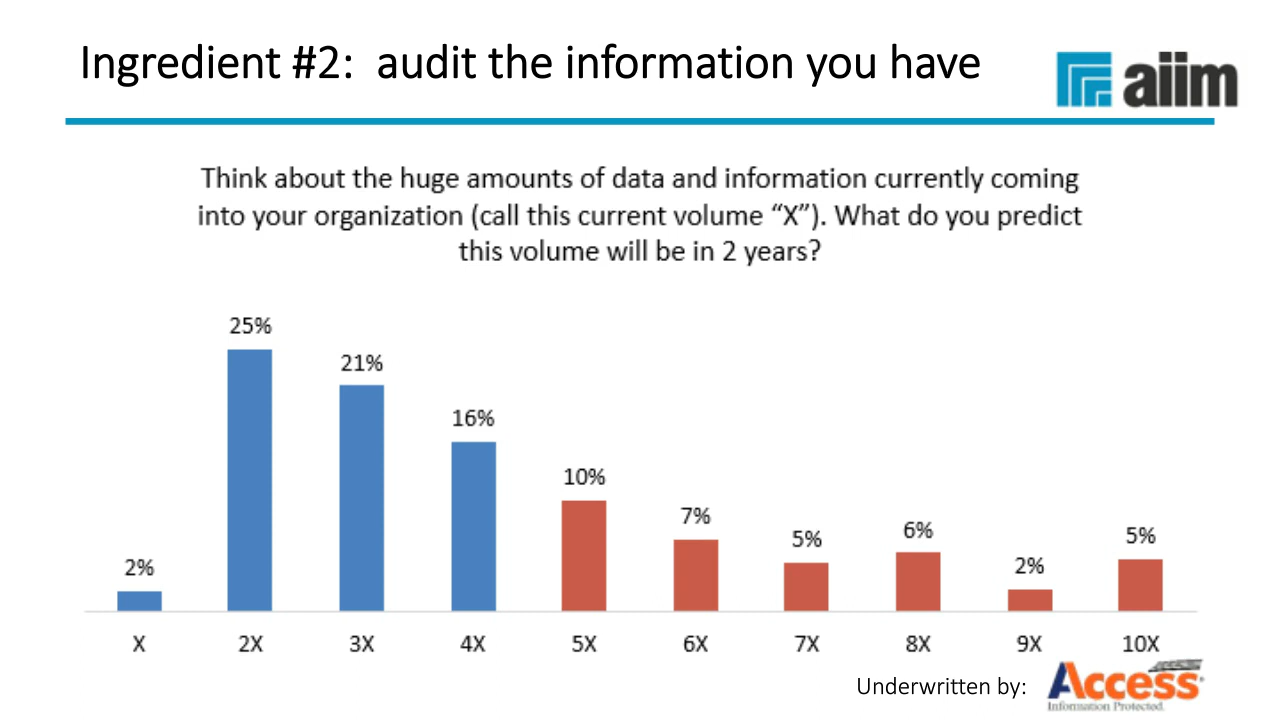 Ingredient #2:  audit the information you have
aiim
Think about the huge amounts of data and information currently coming
into your organization (call this current volume “X”). What do you predict
this volume will be in 2 years?
25%
21%
16%
10%
7%
6%
5%
5%
2%
2%
X 2X 3X 4X 5X 6X 7X 8X 9X 10X
Underwritten by:
Access
Information Protected.